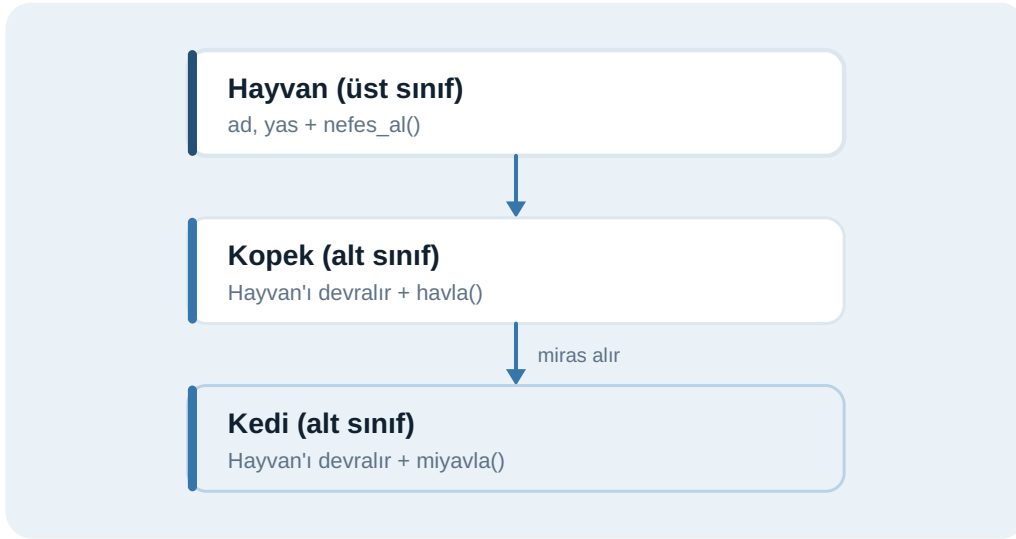 Hayvan (üst sınıf)
ad, yas + nefes_al()
Kopek (alt sınıf)
Hayvan'ı devralır + havla()
miras alır
Kedi (alt sınıf)
Hayvan'ı devralır + miyavla()